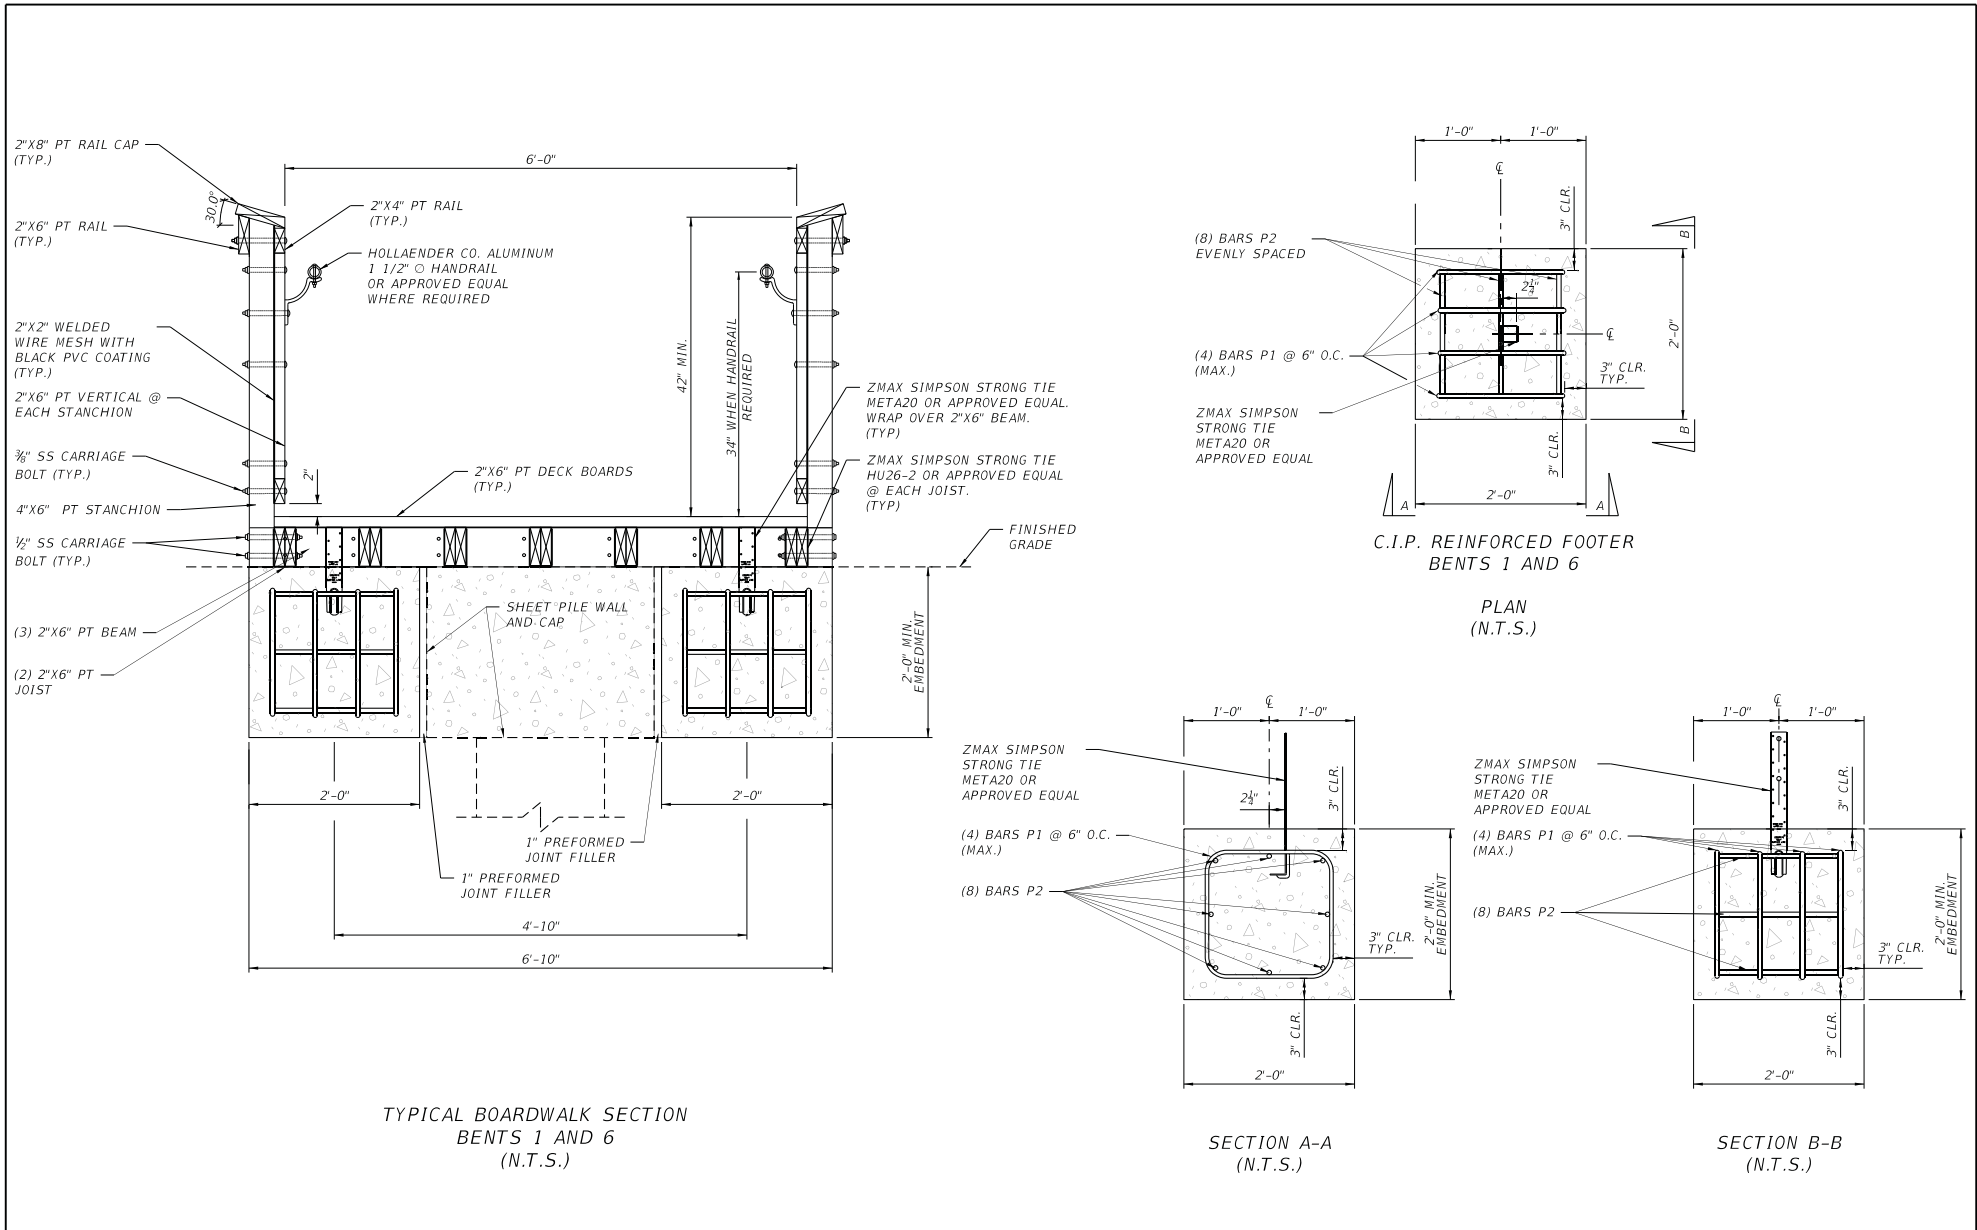 2"X8" PT RAIL CAP
(TYP.)
30.0°
2"X6" PT RAIL
(TYP.)
6'-0"
2"X4" PT RAIL
(TYP.)
HOLLAENDER CO. ALUMINUM
1 1/2" ∅ HANDRAIL
OR APPROVED EQUAL
WHERE REQUIRED
2"X2" WELDED
WIRE MESH WITH
BLACK PVC COATING
(TYP.)
2"X6" PT VERTICAL @
EACH STANCHION
⅜" SS CARRIAGE
BOLT (TYP.)
4"X6" PT STANCHION
½" SS CARRIAGE
BOLT (TYP.)
(3) 2"X6" PT BEAM
(2) 2"X6" PT
JOIST
2"
2"X6" PT DECK BOARDS
(TYP.)
42" MIN.
34" WHEN HANDRAIL
REQUIRED
ZMAX SIMPSON STRONG TIE
META20 OR APPROVED EQUAL.
WRAP OVER 2"X6" BEAM.
(TYP)
ZMAX SIMPSON STRONG TIE
HU26-2 OR APPROVED EQUAL
@ EACH JOIST.
(TYP)
FINISHED
GRADE
SHEET PILE WALL
AND CAP
2'-0" MIN.
EMBEDMENT
2'-0"
2'-0"
1" PREFORMED
JOINT FILLER
1" PREFORMED
JOINT FILLER
4'-10"
6'-10"
TYPICAL BOARDWALK SECTION
BENTS 1 AND 6
(N.T.S.)
1'-0"
1'-0"
℄
3" CLR.
B
(8) BARS P2
EVENLY SPACED
2¼"
℄
2'-0"
(4) BARS P1 @ 6" O.C.
(MAX.)
3" CLR.
TYP.
ZMAX SIMPSON
STRONG TIE
META20 OR
APPROVED EQUAL
B
3" CLR.
2'-0"
A
A
C.I.P. REINFORCED FOOTER
BENTS 1 AND 6
PLAN
(N.T.S.)
℄
1'-0"
1'-0"
ZMAX SIMPSON
STRONG TIE
META20 OR
APPROVED EQUAL
2¼"
3" CLR.
(4) BARS P1 @ 6" O.C.
(MAX.)
(8) BARS P2
2'-0" MIN.
EMBEDMENT
3" CLR.
TYP.
3" CLR.
2'-0"
SECTION A-A
(N.T.S.)
℄
1'-0"
1'-0"
ZMAX SIMPSON
STRONG TIE
META20 OR
APPROVED EQUAL
3" CLR.
(4) BARS P1 @ 6" O.C.
(MAX.)
(8) BARS P2
2'-0" MIN.
EMBEDMENT
3" CLR.
TYP.
3" CLR.
2'-0"
SECTION B-B
(N.T.S.)